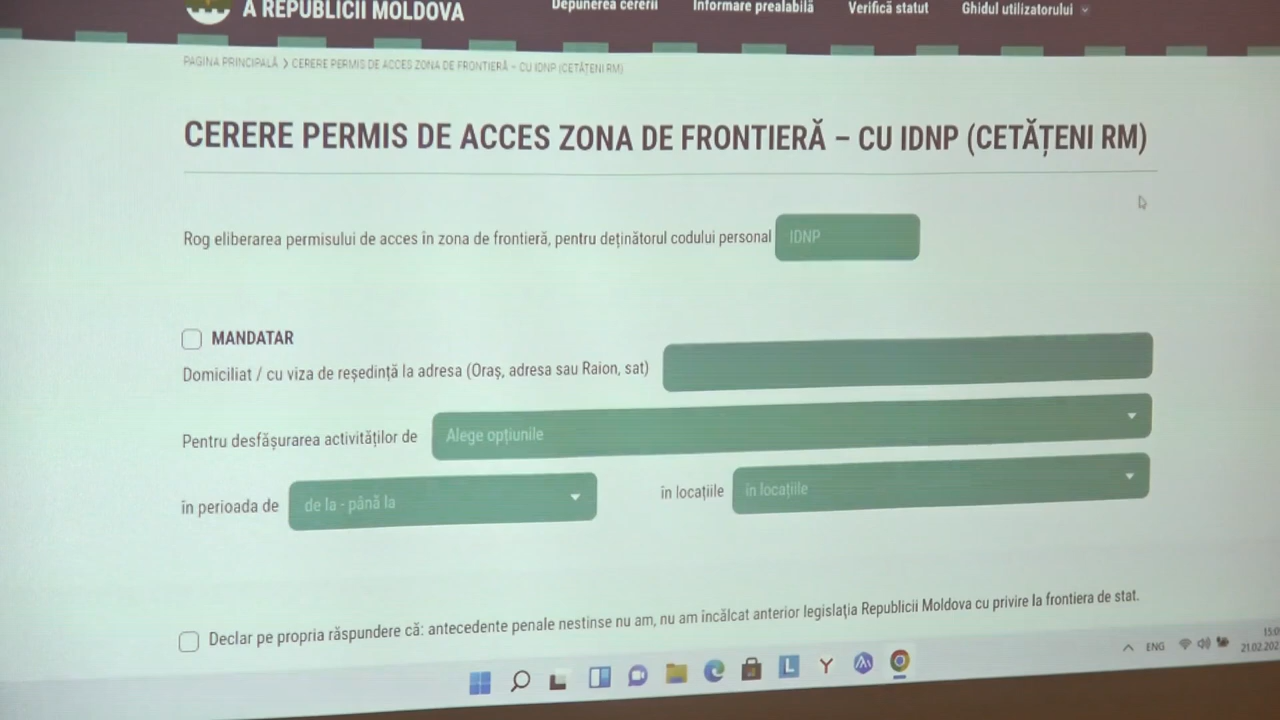 A REPUBLICII MOLDOVA
Depunerea cererii Informare prealabilă Verifică statut Ghidul utilizatorului
PAGINA PRINCIPALĂ > CERERE PERMIS DE ACCES ZONA DE FRONTIERĂ – CU IDNP (CETĂȚENI RM)
CERERE PERMIS DE ACCES ZONA DE FRONTIERĂ – CU IDNP (CETĂȚENI RM)
Rog eliberarea permisului de acces în zona de frontieră, pentru deținătorul codului personal IDNP
MANDATAR
Domiciliat / cu viza de reședință la adresa (Oraș, adresa sau Raion, sat)
Pentru desfășurarea activităților de Alege opțiunile
în perioada de de la - până la în locațiile în locațiile
Declar pe propria răspundere că: antecedente penale nestinse nu am, nu am încălcat anterior legislația Republicii Moldova cu privire la frontiera de stat.
ENG